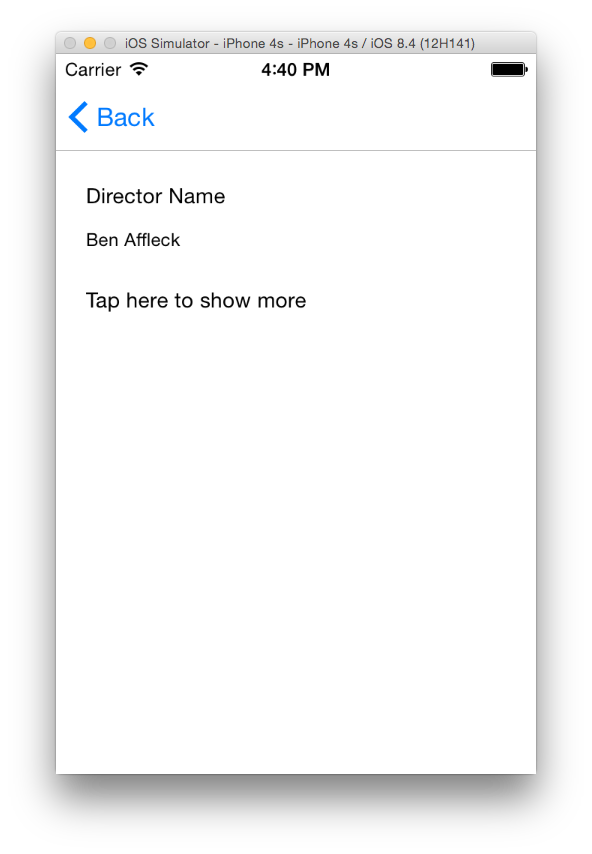 iOS Simulator - iPhone 4s - iPhone 4s / iOS 8.4 (12H141)
Carrier 4:40 PM
Back
Director Name
Ben Affleck
Tap here to show more